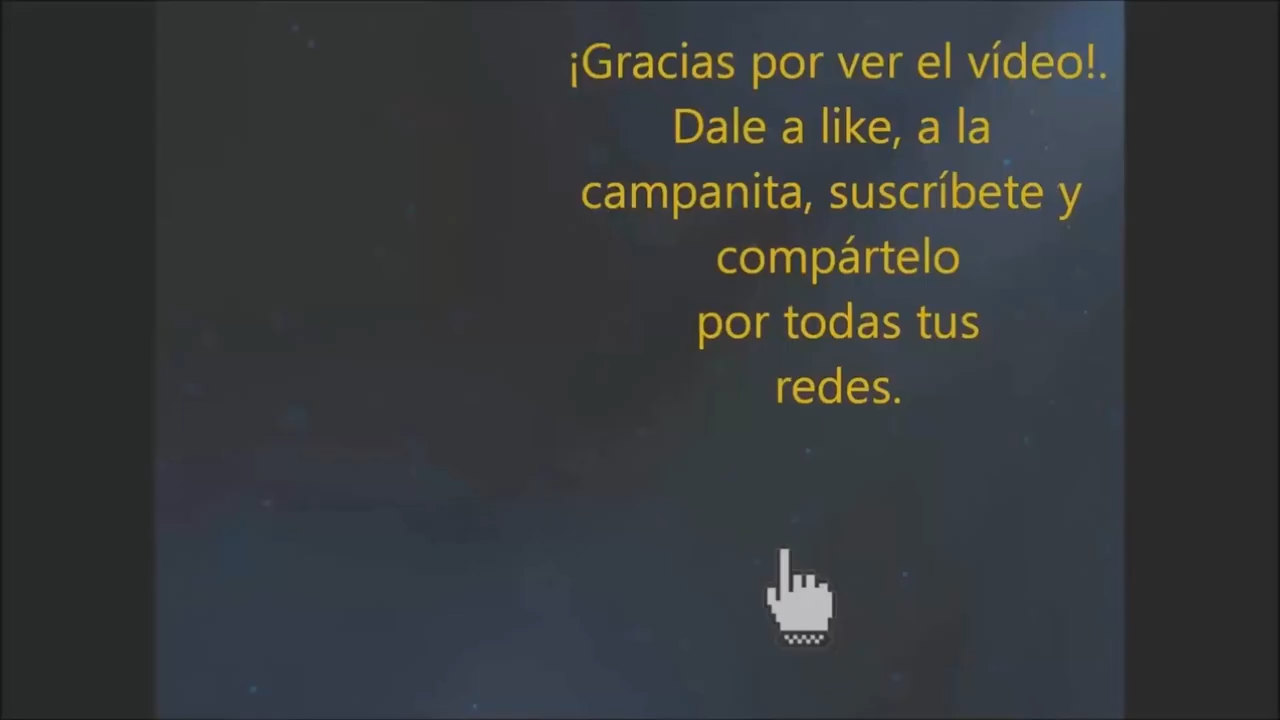 ¡Gracias por ver el vídeo!.
Dale a like, a la
campanita, suscríbete y
compártelo
por todas tus
redes.